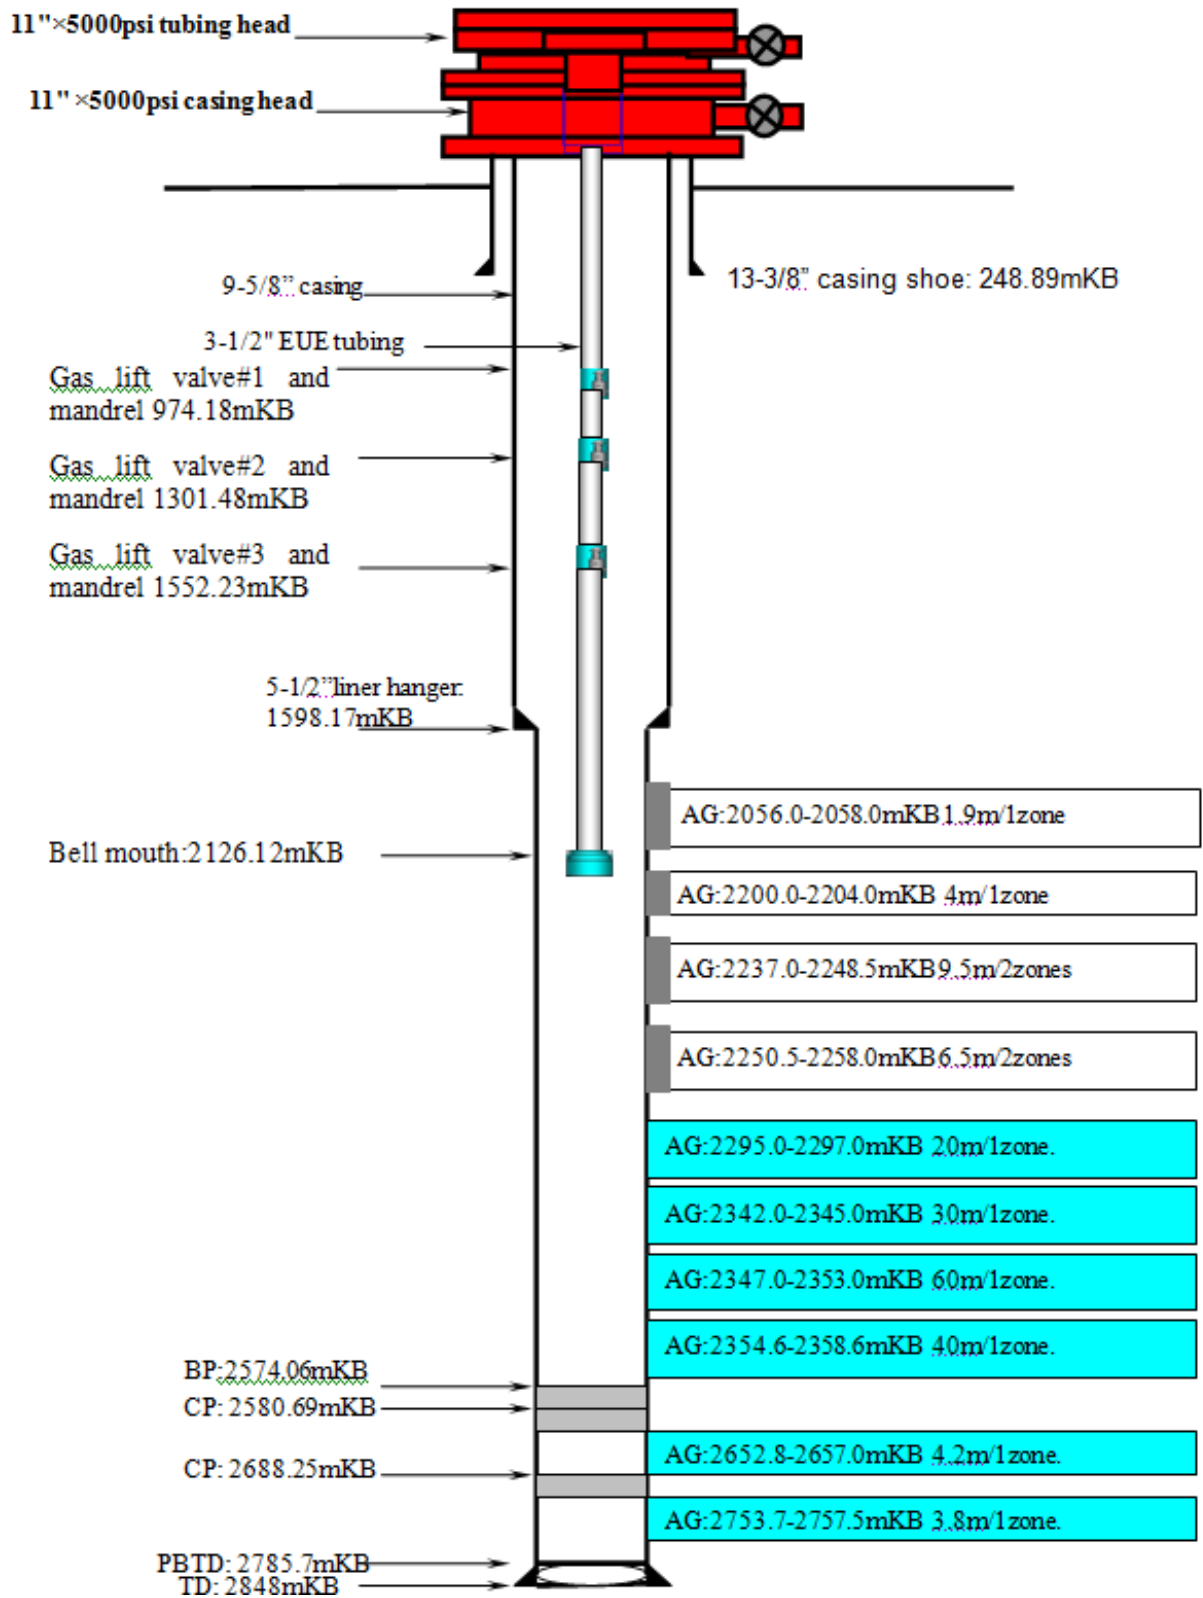 11"×5000psi tubing head
11" ×5000psi casing head
13-3/8” casing shoe: 248.89mKB
9-5/8” casing
3-1/2" EUE tubing
Gas lift valve#1 and
mandrel 974.18mKB
Gas lift valve#2 and
mandrel 1301.48mKB
Gas lift valve#3 and
mandrel 1552.23mKB
5-1/2”liner hanger:
1598.17mKB
AG:2056.0-2058.0mKB1.9m/1zone
Bell mouth:2126.12mKB
AG:2200.0-2204.0mKB 4m/1zone
AG:2237.0-2248.5mKB9.5m/2zones
AG:2250.5-2258.0mKB6.5m/2zones
AG:2295.0-2297.0mKB 20m/1zone.
AG:2342.0-2345.0mKB 30m/1zone.
AG:2347.0-2353.0mKB 60m/1zone.
AG:2354.6-2358.6mKB 40m/1zone.
BP:2574.06mKB
CP: 2580.69mKB
AG:2652.8-2657.0mKB 4.2m/1zone.
CP: 2688.25mKB
AG:2753.7-2757.5mKB 3.8m/1zone.
PBTD: 2785.7mKB
TD: 2848mKB